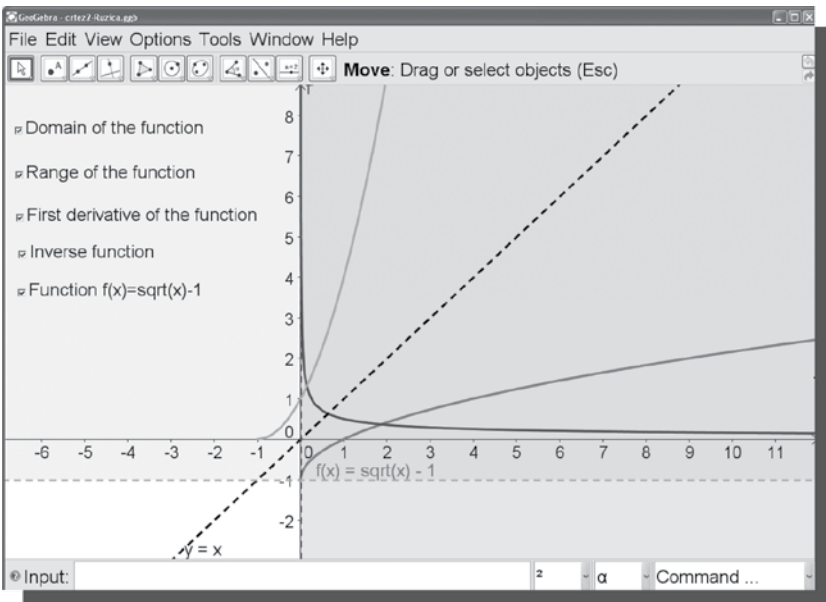 GeoGebra - crtez7-Ruzica.ggb
File Edit View Options Tools Window Help
Move: Drag or select objects (Esc)
Domain of the function
Range of the function
First derivative of the function
Inverse function
Function f(x)=sqrt(x)-1
8
7
6
5
4
3
2
1
0
-6 -5 -4 -3 -2 -1 0 1 2 3 4 5 6 7 8 9 10 11
f(x) = sqrt(x) - 1
-1
-2
y = x
Input: ² α Command ...